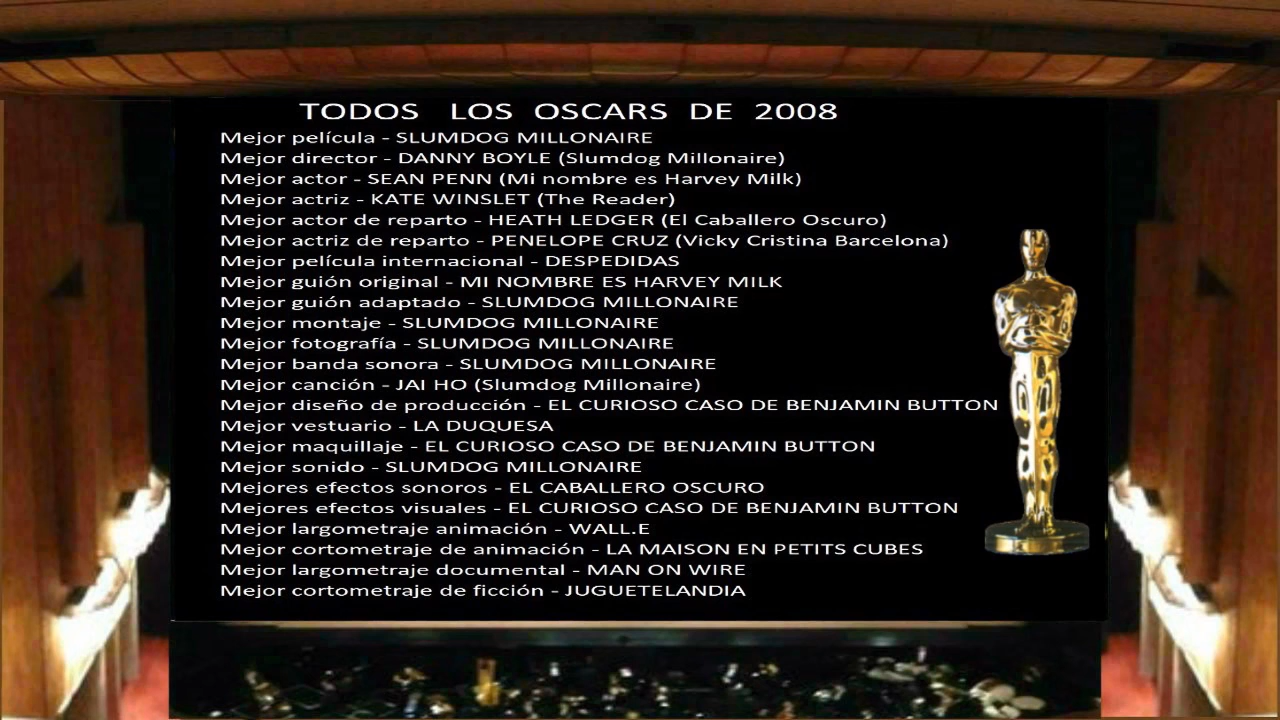 TODOS LOS OSCARS DE 2008
Mejor película - SLUMDOG MILLONAIRE
Mejor director - DANNY BOYLE (Slumdog Millonaire)
Mejor actor - SEAN PENN (Mi nombre es Harvey Milk)
Mejor actriz - KATE WINSLET (The Reader)
Mejor actor de reparto - HEATH LEDGER (El Caballero Oscuro)
Mejor actriz de reparto - PENELOPE CRUZ (Vicky Cristina Barcelona)
Mejor película internacional - DESPEDIDAS
Mejor guión original - MI NOMBRE ES HARVEY MILK
Mejor guión adaptado - SLUMDOG MILLONAIRE
Mejor montaje - SLUMDOG MILLONAIRE
Mejor fotografía - SLUMDOG MILLONAIRE
Mejor banda sonora - SLUMDOG MILLONAIRE
Mejor canción - JAI HO (Slumdog Millonaire)
Mejor diseño de producción - EL CURIOSO CASO DE BENJAMIN BUTTON
Mejor vestuario - LA DUQUESA
Mejor maquillaje - EL CURIOSO CASO DE BENJAMIN BUTTON
Mejor sonido - SLUMDOG MILLONAIRE
Mejores efectos sonoros - EL CABALLERO OSCURO
Mejores efectos visuales - EL CURIOSO CASO DE BENJAMIN BUTTON
Mejor largometraje animación - WALL.E
Mejor cortometraje de animación - LA MAISON EN PETITS CUBES
Mejor largometraje documental - MAN ON WIRE
Mejor cortometraje de ficción - JUGUETELANDIA